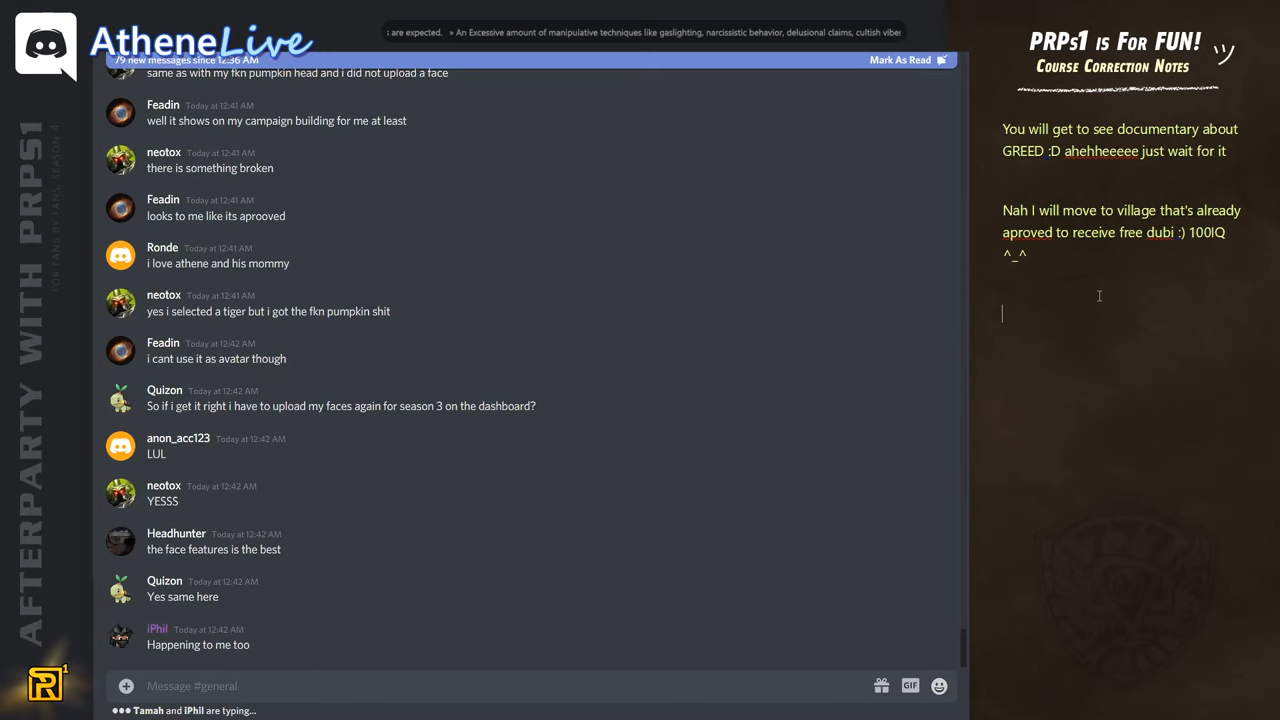 AtheneLive
s are expected.   » An Excessive amount of manipulative techniques like gaslighting, narcissistic behavior, delusional claims, cultish vibes
79 new messages since 12:36 AM
Mark As Read
same as with my fkn pumpkin head and i did not upload a face
Feadin Today at 12:41 AM
well it shows on my campaign building for me at least
neotox Today at 12:41 AM
there is something broken
Feadin Today at 12:41 AM
looks to me like its aprooved
Ronde Today at 12:41 AM
i love athene and his mommy
neotox Today at 12:41 AM
yes i selected a tiger but i got the fkn pumpkin shit
Feadin Today at 12:42 AM
i cant use it as avatar though
Quizon Today at 12:42 AM
So if i get it right i have to upload my faces again for season 3 on the dashboard?
anon_acc123 Today at 12:42 AM
LUL
neotox Today at 12:42 AM
YESSS
Headhunter Today at 12:42 AM
the face features is the best
Quizon Today at 12:42 AM
Yes same here
iPhil Today at 12:42 AM
Happening to me too
Message #general
GIF
Tamah and iPhil are typing...
AFTERPARTY WITH PRPS1
FOR FANS BY FANS, SEASON 4
R1
PRPs1 is For FUN! ツ
Course Correction Notes
You will get to see documentary about
GREED :D ahehheeeee just wait for it
Nah I will move to village that's already
aproved to receive free dubi :) 100IQ
^_^